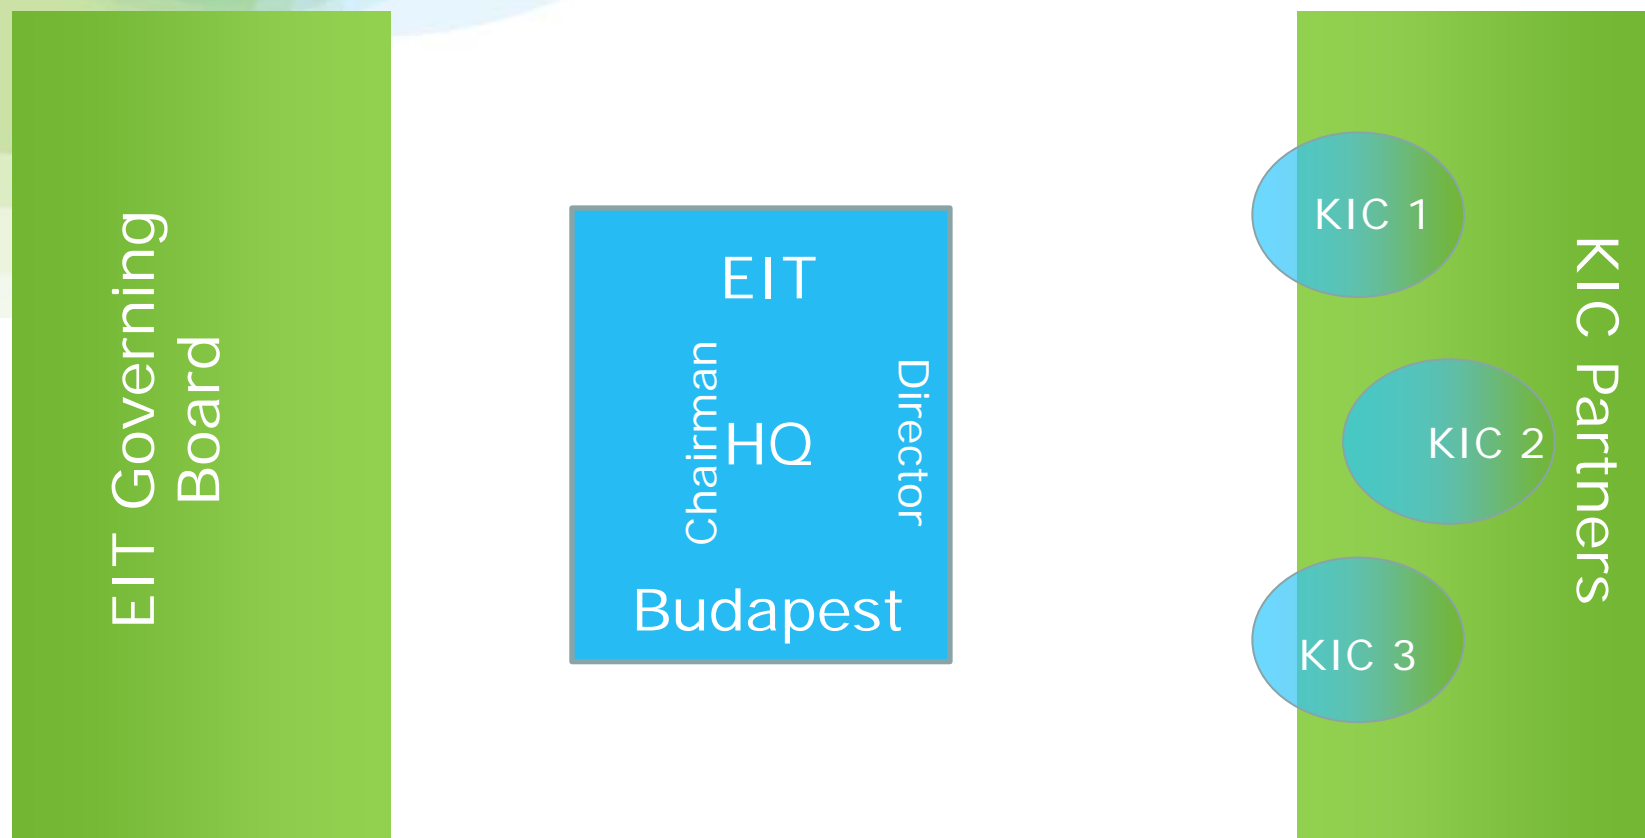 EIT Governing
Board
EIT
Chairman
HQ
Director
Budapest
KIC 1
KIC 2
KIC 3
KIC Partners